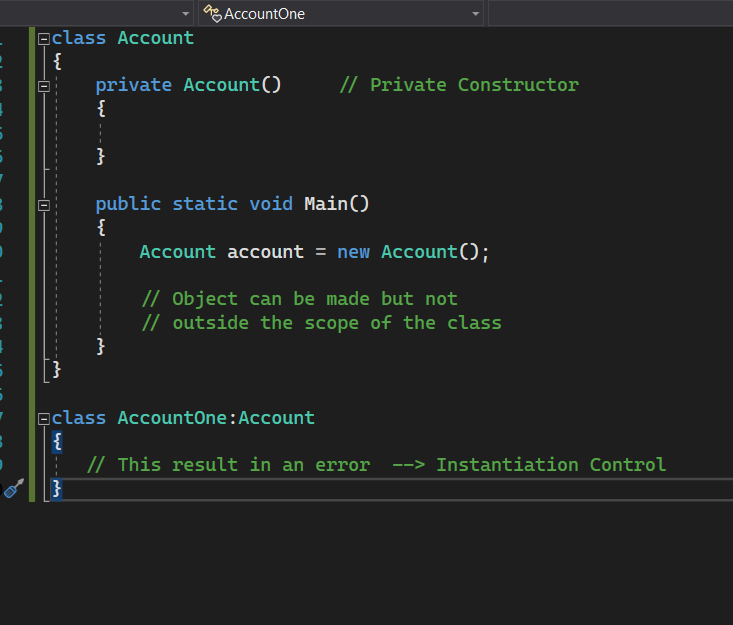 AccountOne
class Account
{
private Account() // Private Constructor
{
}
public static void Main()
{
Account account = new Account();
// Object can be made but not
// outside the scope of the class
}
}
class AccountOne:Account
{
// This result in an error --> Instantiation Control
}